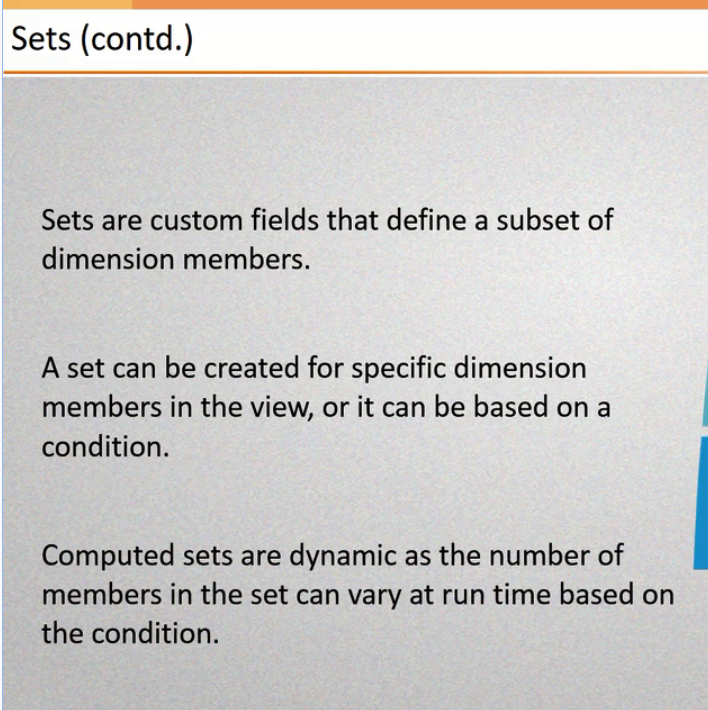 Sets (contd.)
Sets are custom fields that define a subset of
dimension members.
A set can be created for specific dimension
members in the view, or it can be based on a
condition.
Computed sets are dynamic as the number of
members in the set can vary at run time based on
the condition.